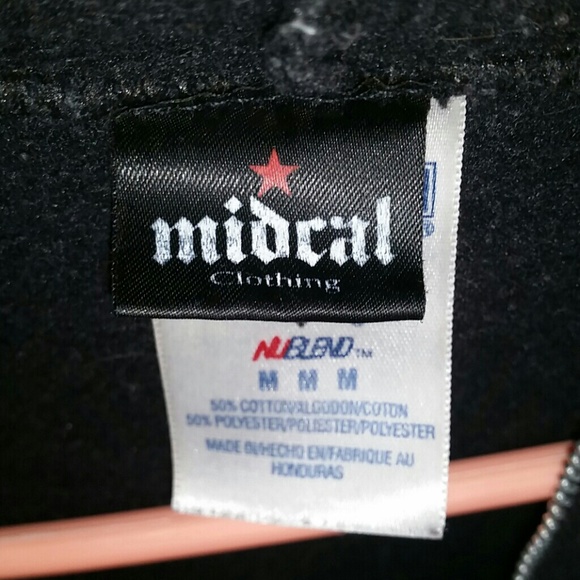 midcal
Clothing
NUBLEND™
M M M
50% COTTON/ALGODON/COTON
50% POLYESTER/POLIESTER/POLYESTER
MADE IN/HECHO EN/FABRIQUE AU
HONDURAS